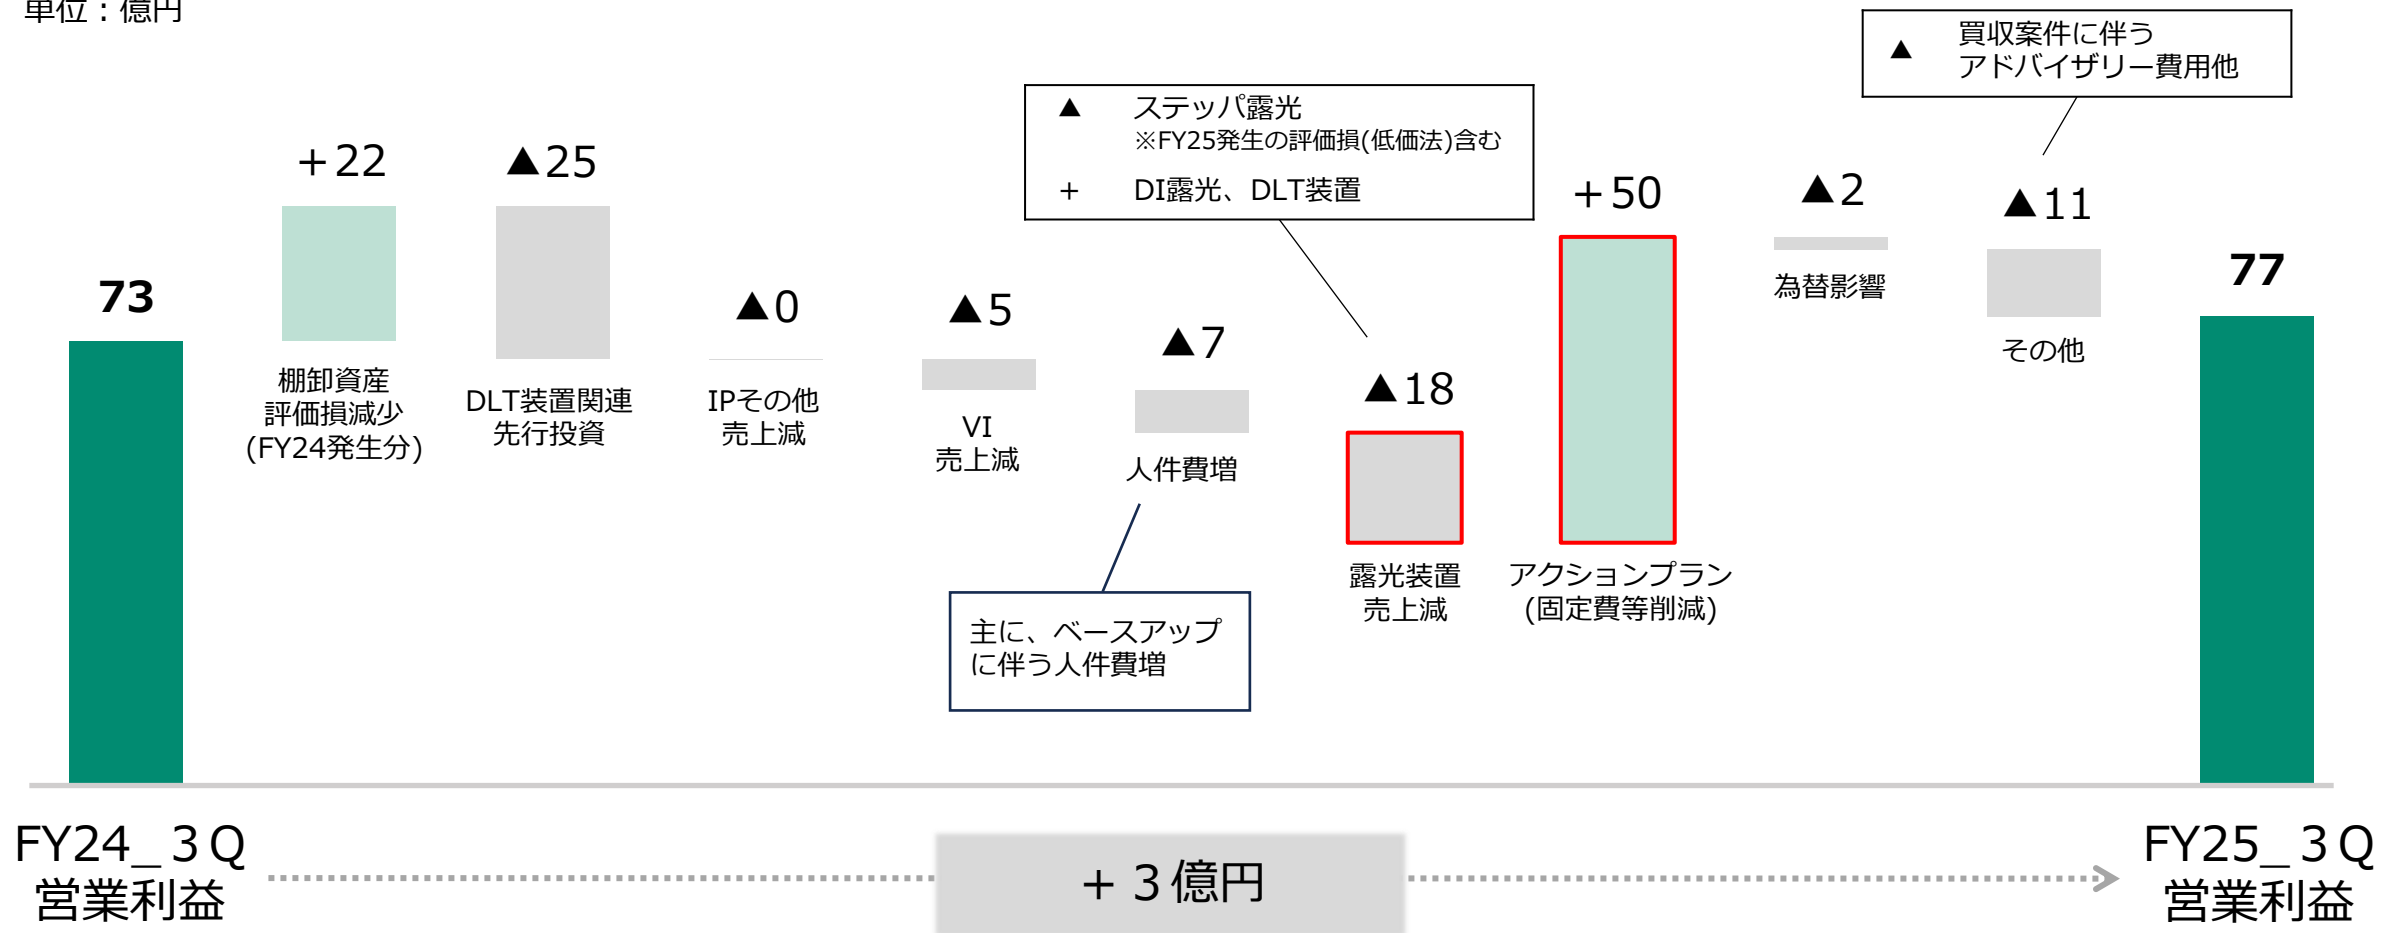 単位：億円
▲ 買収案件に伴う
アドバイザリー費用他
▲ ステッパ露光
※FY25発生の評価損(低価法)含む
+ DI露光、DLT装置
73
+22
▲25
▲0
▲5
▲7
▲18
+50
▲2
▲11
77
棚卸資産
評価損減少
(FY24発生分)
DLT装置関連
先行投資
IPその他
売上減
VI
売上減
人件費増
露光装置
売上減
アクションプラン
(固定費等削減)
為替影響
その他
主に、ベースアップ
に伴う人件費増
FY24_３Q
営業利益
+３億円
FY25_３Q
営業利益